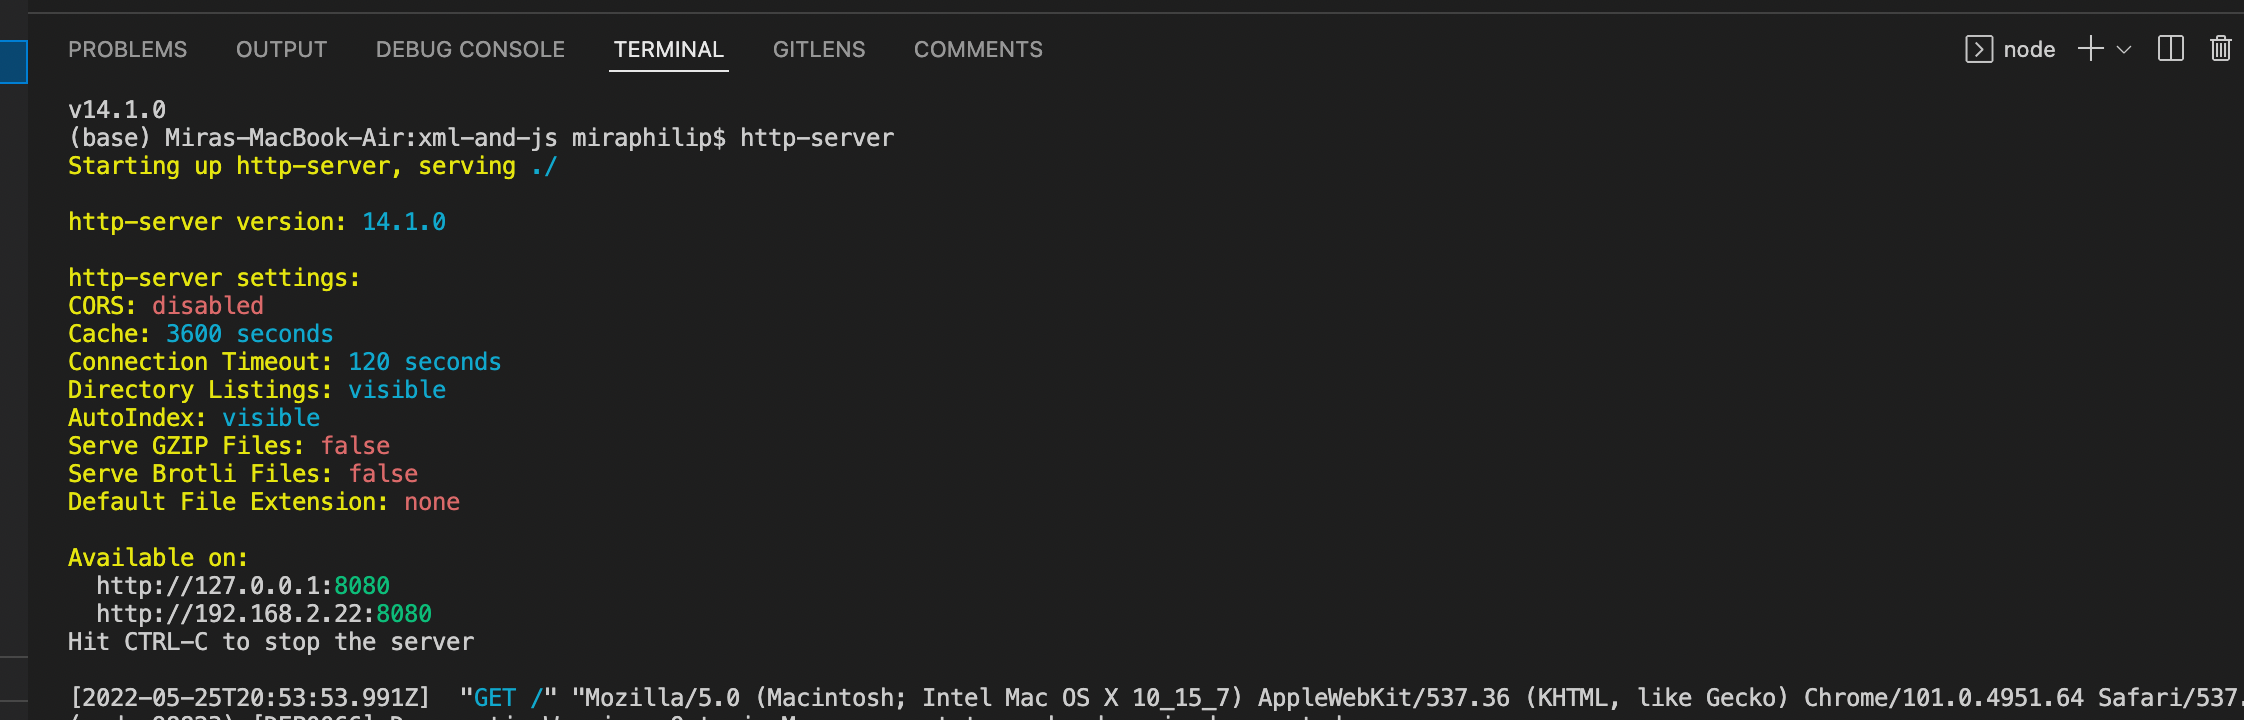 PROBLEMS OUTPUT DEBUG CONSOLE TERMINAL GITLENS COMMENTS node
v14.1.0
(base) Miras-MacBook-Air:xml-and-js miraphilip$ http-server
Starting up http-server, serving ./
http-server version: 14.1.0
http-server settings:
CORS: disabled
Cache: 3600 seconds
Connection Timeout: 120 seconds
Directory Listings: visible
AutoIndex: visible
Serve GZIP Files: false
Serve Brotli Files: false
Default File Extension: none
Available on:
http://127.0.0.1:8080
http://192.168.2.22:8080
Hit CTRL-C to stop the server
[2022-05-25T20:53:53.991Z] "GET /" "Mozilla/5.0 (Macintosh; Intel Mac OS X 10_15_7) AppleWebKit/537.36 (KHTML, like Gecko) Chrome/101.0.4951.64 Safari/537.